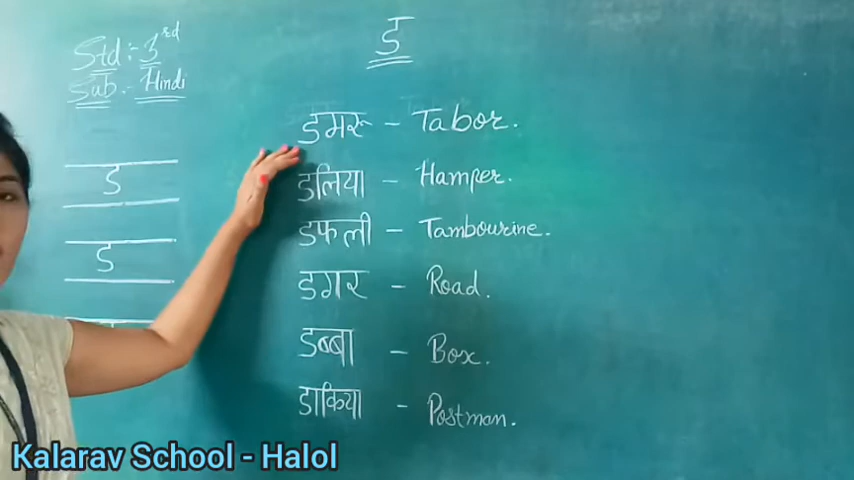 Std :- 3rd
Sub :- Hindi
ड
ड
ड
डमरू - Tabor.
डलिया - Hamper.
डफली - Tambourine.
डगर - Road.
डब्बा - Box.
डाकिया - Postman.
Kalarav School - Halol